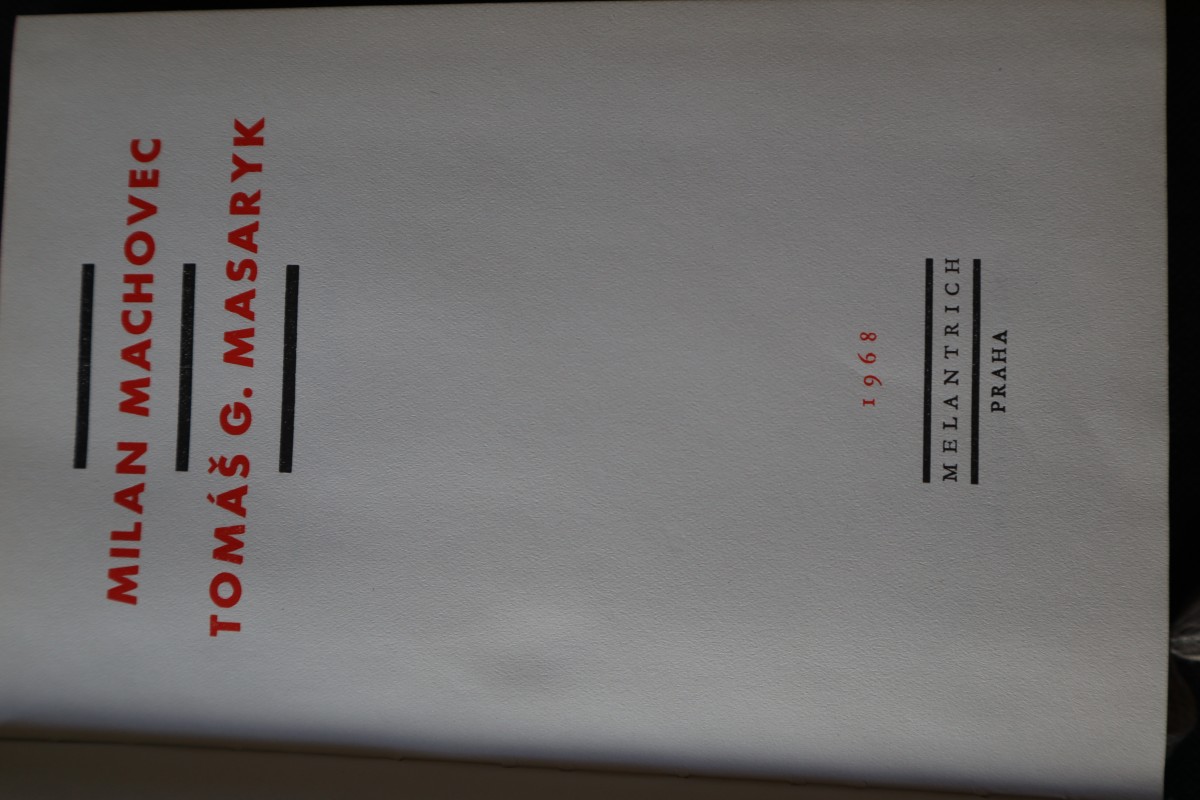 MILAN MACHOVEC
TOMÁŠ G. MASARYK
1968
MELANTRICH
PRAHA